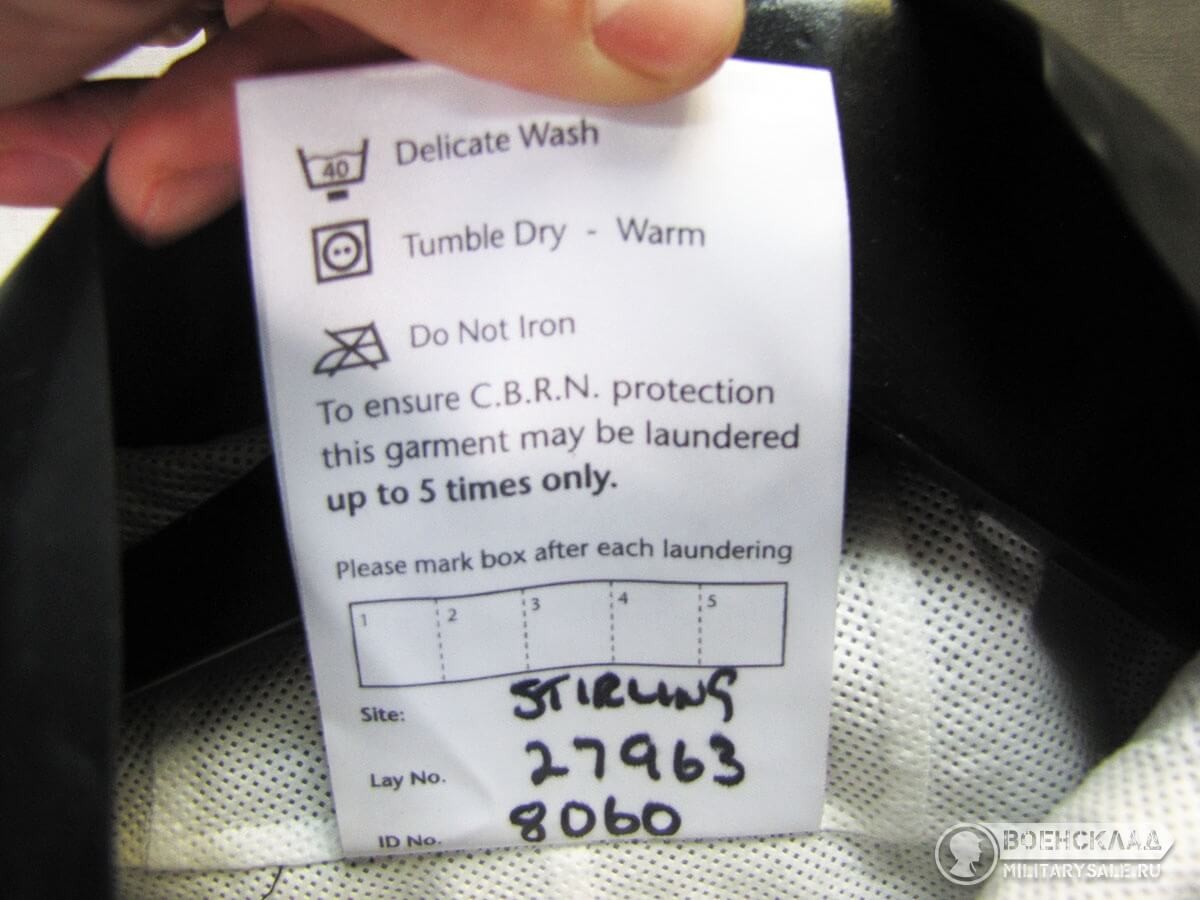 40 Delicate Wash
Tumble Dry - Warm
Do Not Iron
To ensure C.B.R.N. protection
this garment may be laundered
up to 5 times only.
Please mark box after each laundering
1 2 3 4 5
Site: STIRLING
Lay No. 27963
ID No. 8060
ВОЕНСКЛАД
MILITARYSALE.RU